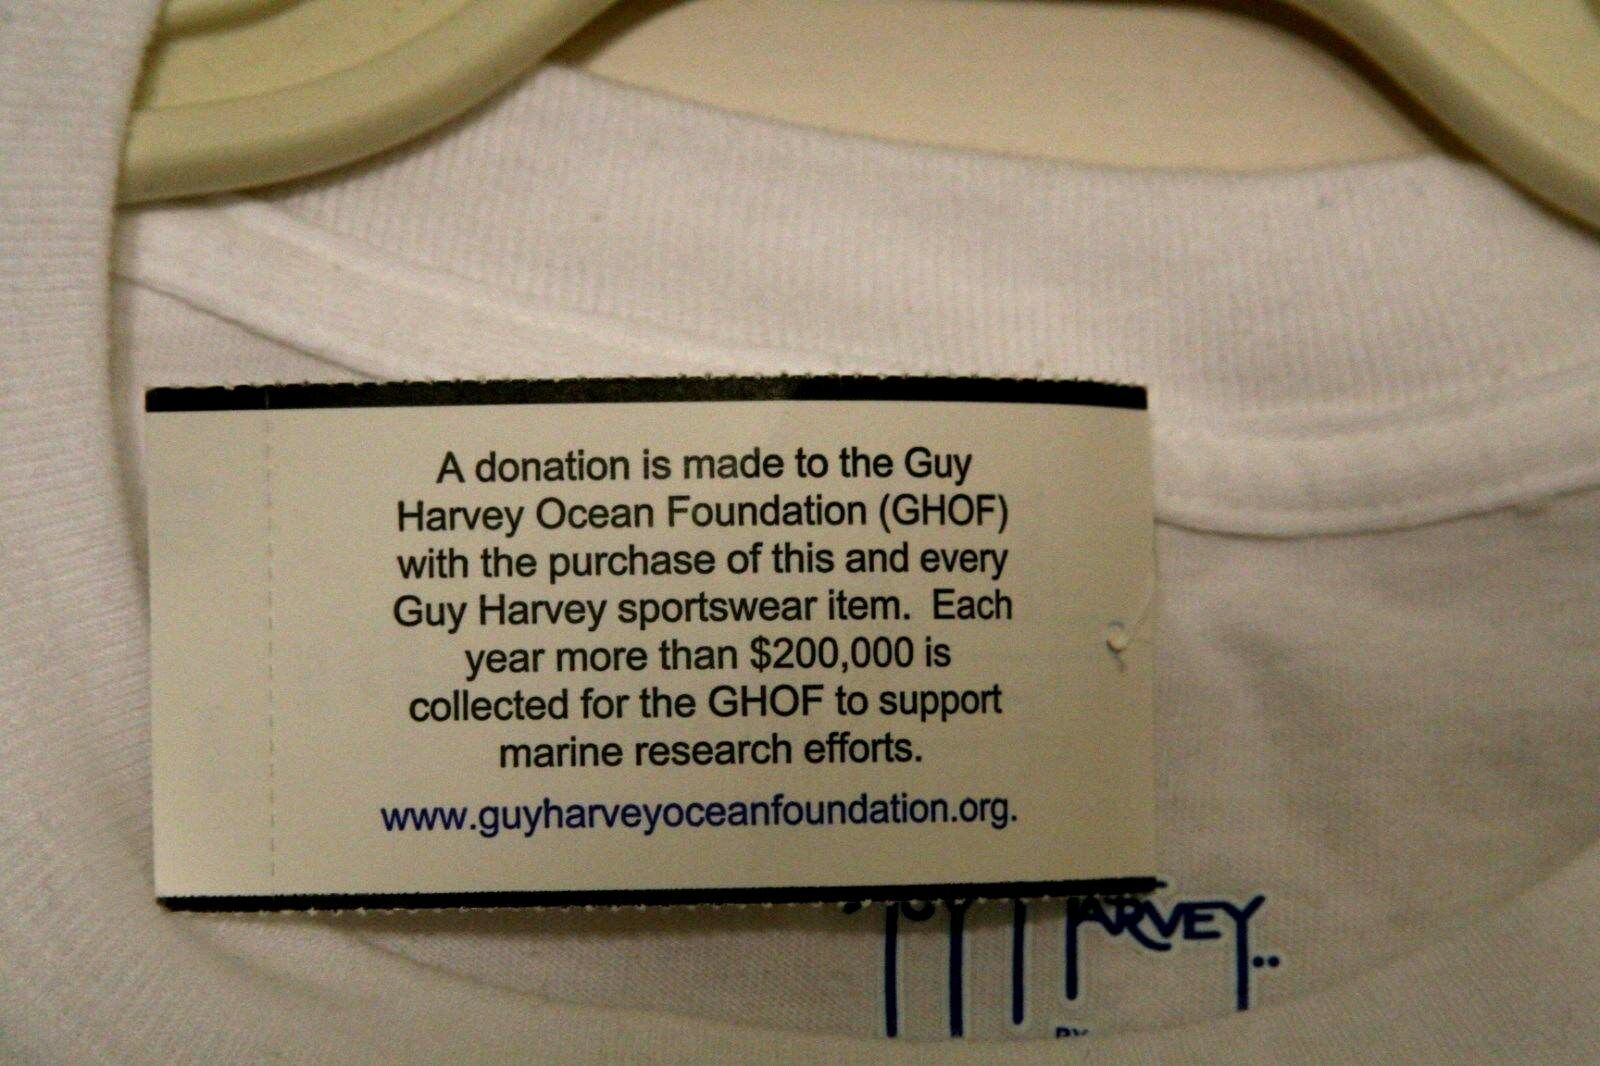 A donation is made to the Guy
Harvey Ocean Foundation (GHOF)
with the purchase of this and every
Guy Harvey sportswear item.  Each
year more than $200,000 is
collected for the GHOF to support
marine research efforts.
www.guyharveyoceanfoundation.org.
HARVEY
BY